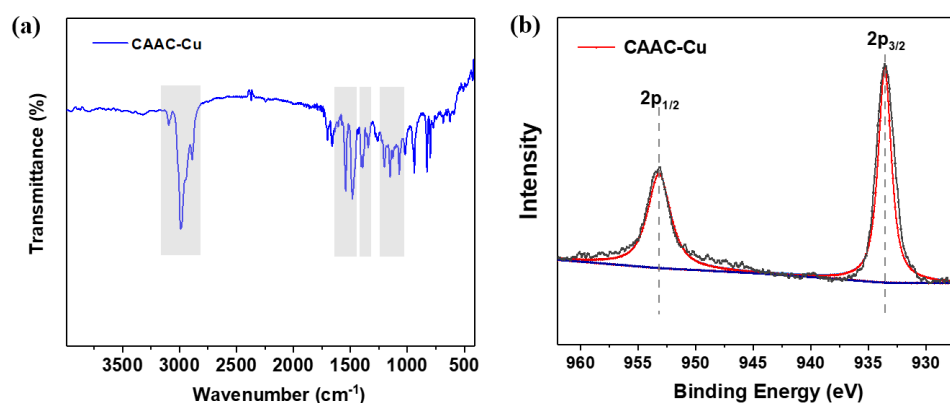 (a)
CAAC-Cu
Transmittance (%)
3500 3000 2500 2000 1500 1000 500
Wavenumber (cm⁻¹)
(b)
CAAC-Cu
2p₃/₂
2p₁/₂
Intensity
960 955 950 945 940 935 930
Binding Energy (eV)